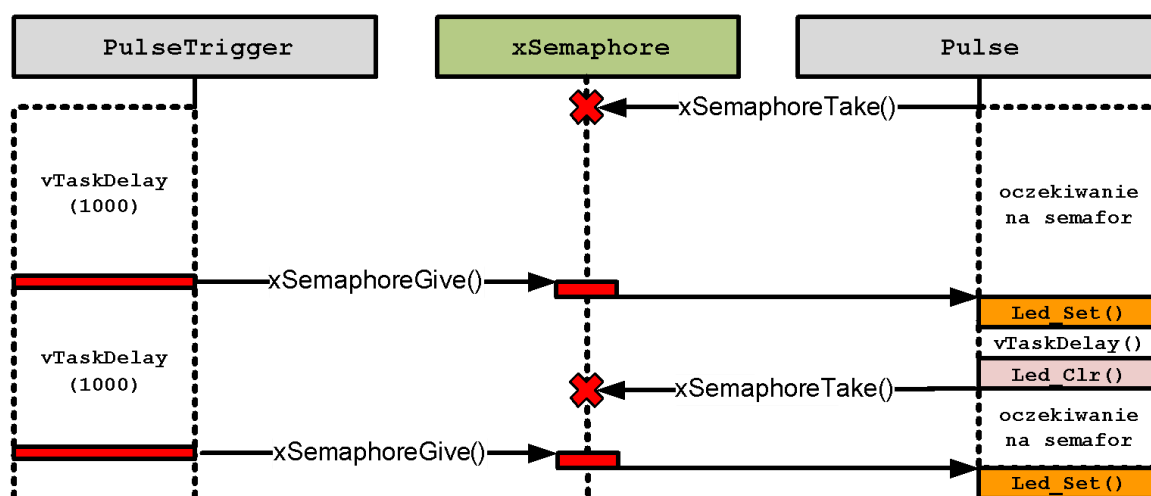 PulseTrigger
xSemaphore
Pulse
xSemaphoreTake()
vTaskDelay
(1000)
oczekiwanie
na semafor
xSemaphoreGive()
Led_Set()
vTaskDelay()
vTaskDelay
(1000)
Led_Clr()
xSemaphoreTake()
oczekiwanie
na semafor
xSemaphoreGive()
Led_Set()